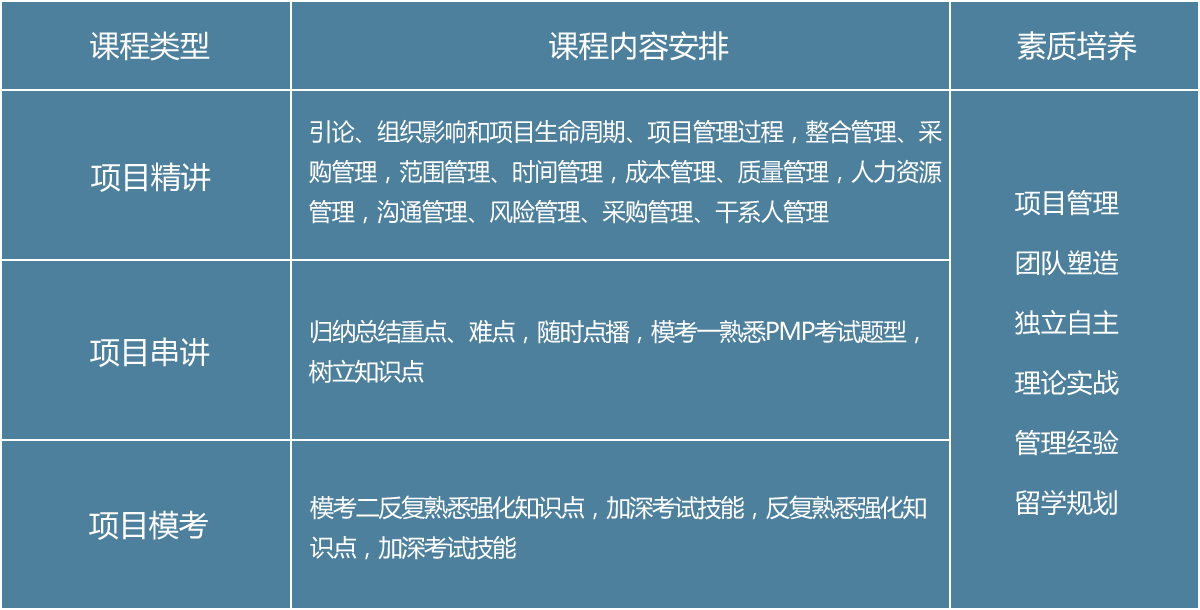 课程类型
课程内容安排
素质培养
项目精讲
引论、组织影响和项目生命周期、项目管理过程，整合管理、采
购管理，范围管理、时间管理，成本管理、质量管理，人力资源
管理，沟通管理、风险管理、采购管理、干系人管理
项目串讲
归纳总结重点、难点，随时点播，模考一熟悉PMP考试题型，
树立知识点
项目模考
模考二反复熟悉强化知识点，加深考试技能，反复熟悉强化知
识点，加深考试技能
项目管理
团队塑造
独立自主
理论实战
管理经验
留学规划